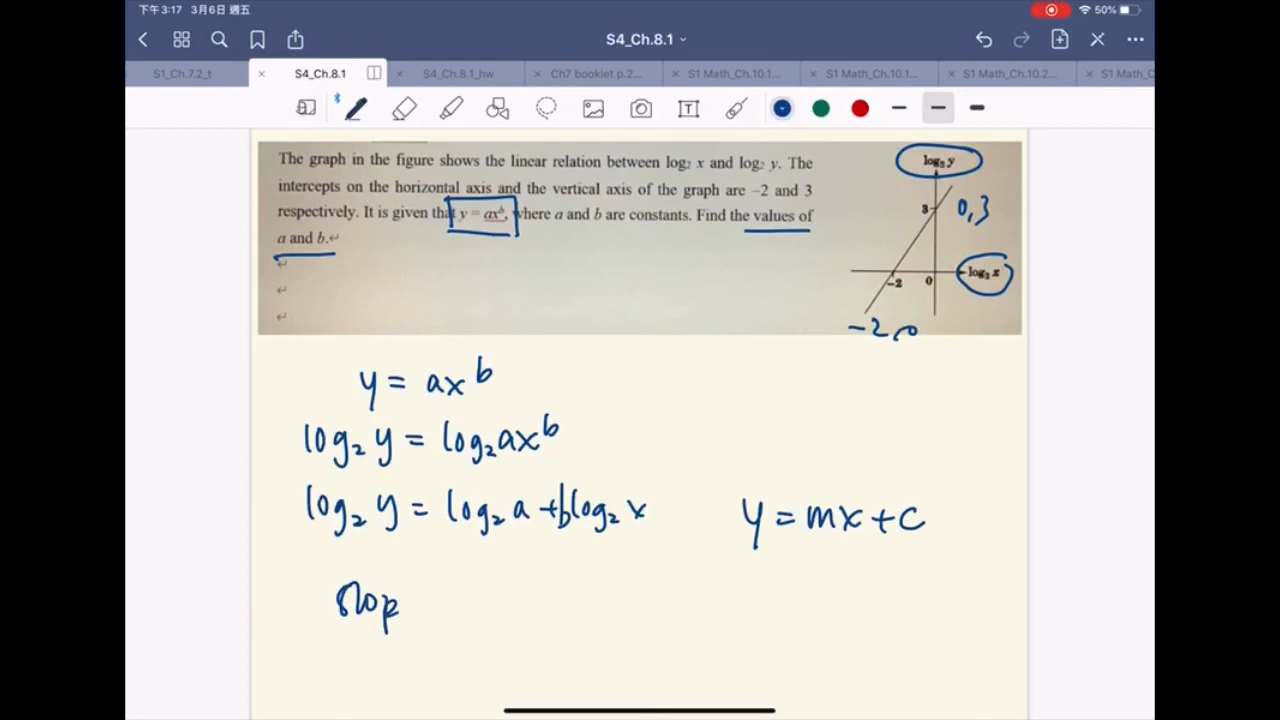 下午 3:17 3月6日 週五
50%
S4_Ch.8.1
S1_Ch.7.2_t
S4_Ch.8.1
S4_Ch.8.1_hw
Ch7 booklet p.2...
S1 Math_Ch.10.1...
S1 Math_Ch.10.1...
S1 Math_Ch.10.2...
S1 Math_C
The graph in the figure shows the linear relation between log₂ x and log₂ y. The
intercepts on the horizontal axis and the vertical axis of the graph are −2 and 3
respectively. It is given that y = axᵇ, where a and b are constants. Find the values of
a and b.
log₂ y
3
0,3
log₂ x
−2
0
−2,0
y = axᵇ
log₂ y = log₂ axᵇ
log₂ y = log₂ a + b log₂ x
y = mx + c
slop